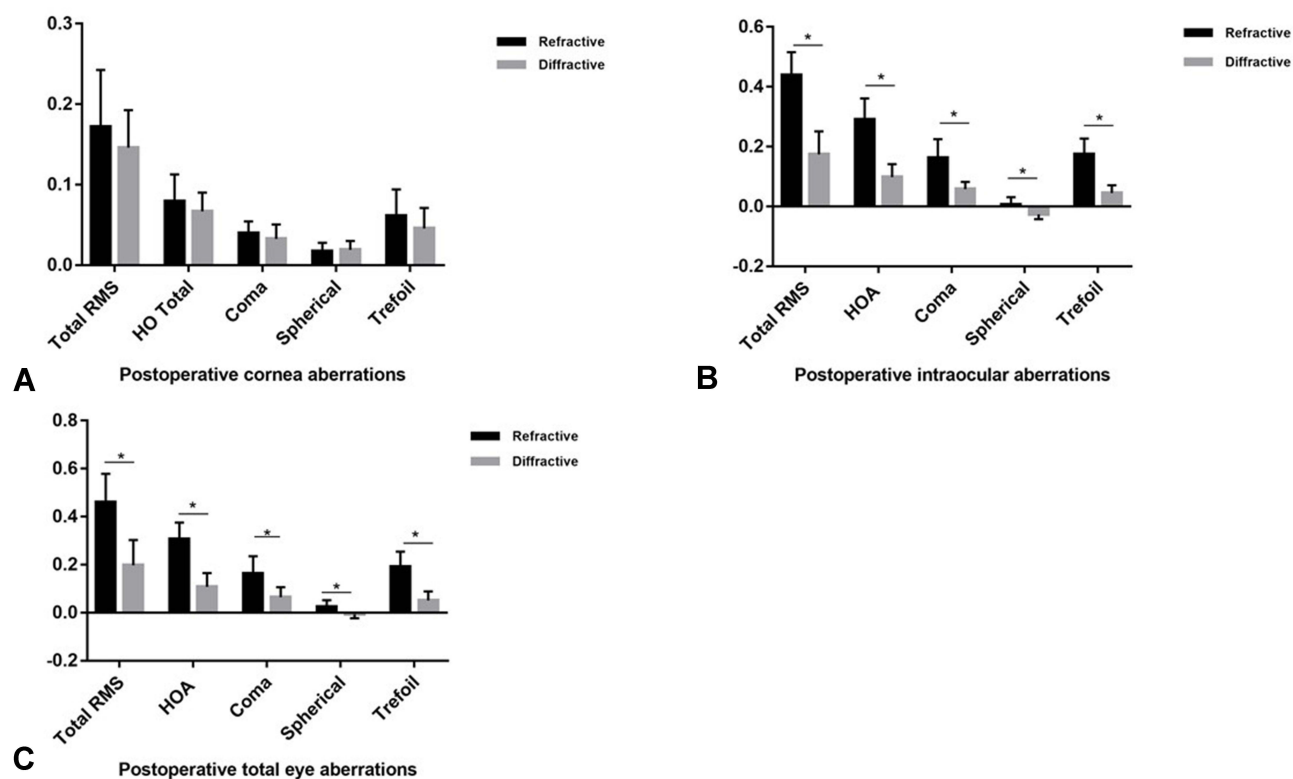 0.3
0.2
0.1
0.0
Refractive
Diffractive
Total RMS
HO Total
Coma
Spherical
Trefoil
A
Postoperative cornea aberrations
0.6
0.4
0.2
0.0
-0.2
*
*
*
*
*
Refractive
Diffractive
Total RMS
HOA
Coma
Spherical
Trefoil
B
Postoperative intraocular aberrations
0.8
0.6
0.4
0.2
0.0
-0.2
*
*
*
*
*
Refractive
Diffractive
Total RMS
HOA
Coma
Spherical
Trefoil
C
Postoperative total eye aberrations